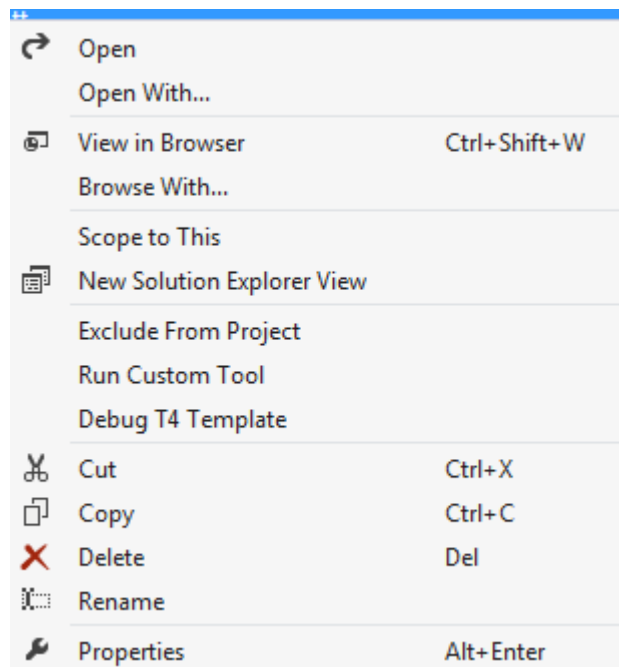 Open
Open With...
View in Browser Ctrl+Shift+W
Browse With...
Scope to This
New Solution Explorer View
Exclude From Project
Run Custom Tool
Debug T4 Template
Cut Ctrl+X
Copy Ctrl+C
Delete Del
Rename
Properties Alt+Enter